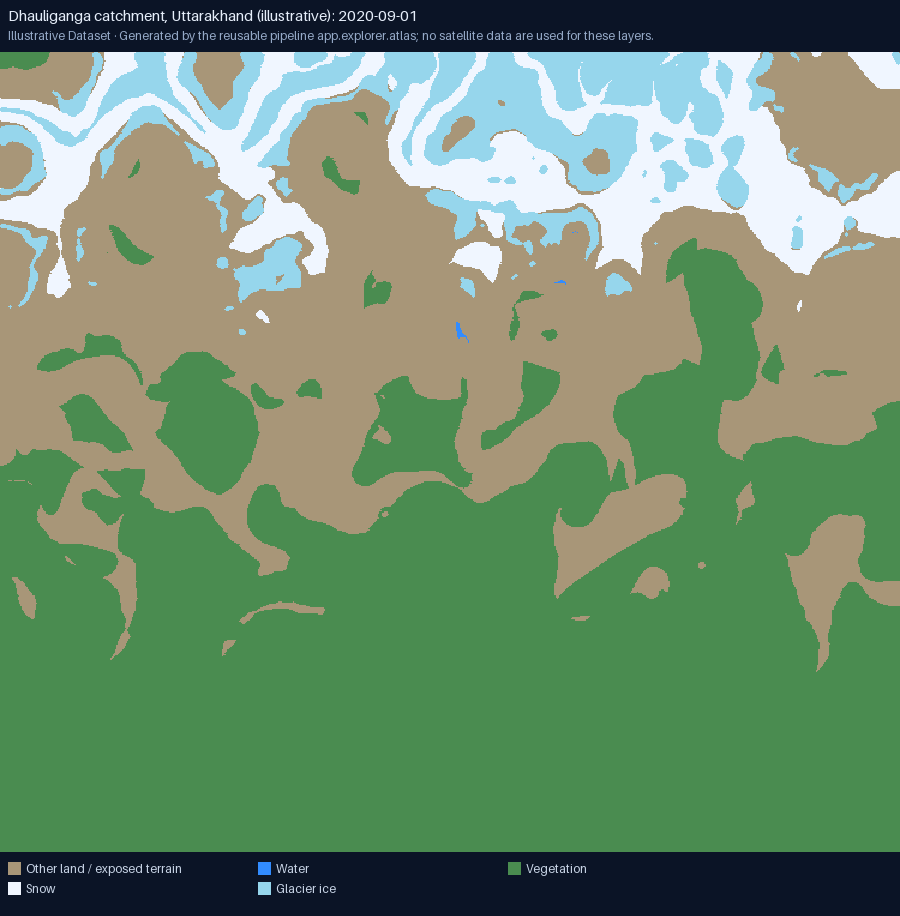 Dhauliganga catchment, Uttarakhand (illustrative): 2020-09-01
Illustrative Dataset · Generated by the reusable pipeline app.explorer.atlas; no satellite data are used for these layers.
Other land / exposed terrain
Water
Vegetation
Snow
Glacier ice